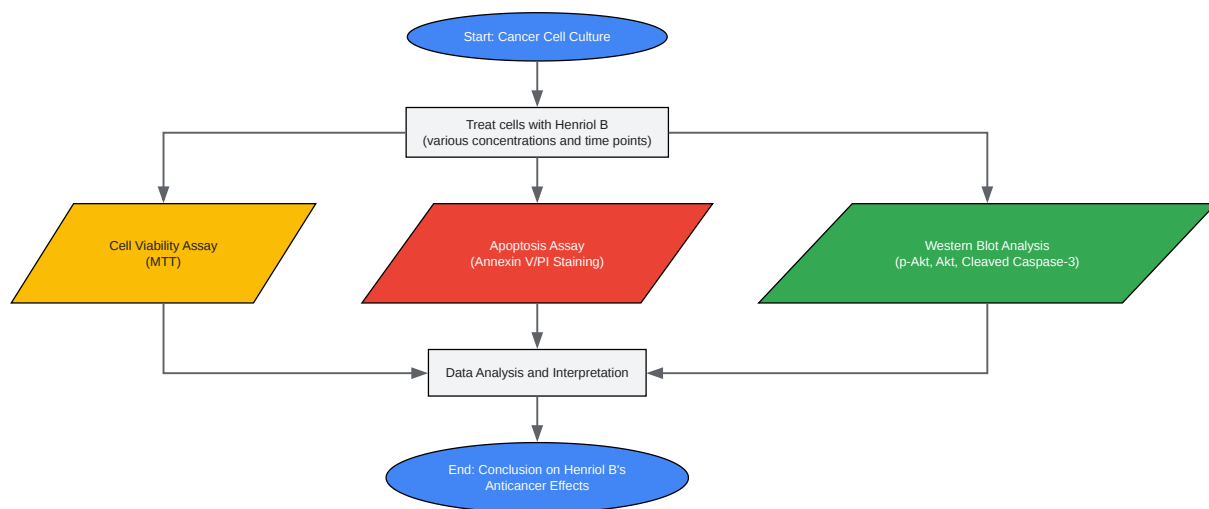 Start: Cancer Cell Culture
Treat cells with Henriol B
(various concentrations and time points)
Cell Viability Assay
(MTT)
Apoptosis Assay
(Annexin V/PI Staining)
Western Blot Analysis
(p-Akt, Akt, Cleaved Caspase-3)
Data Analysis and Interpretation
End: Conclusion on Henriol B's
Anticancer Effects